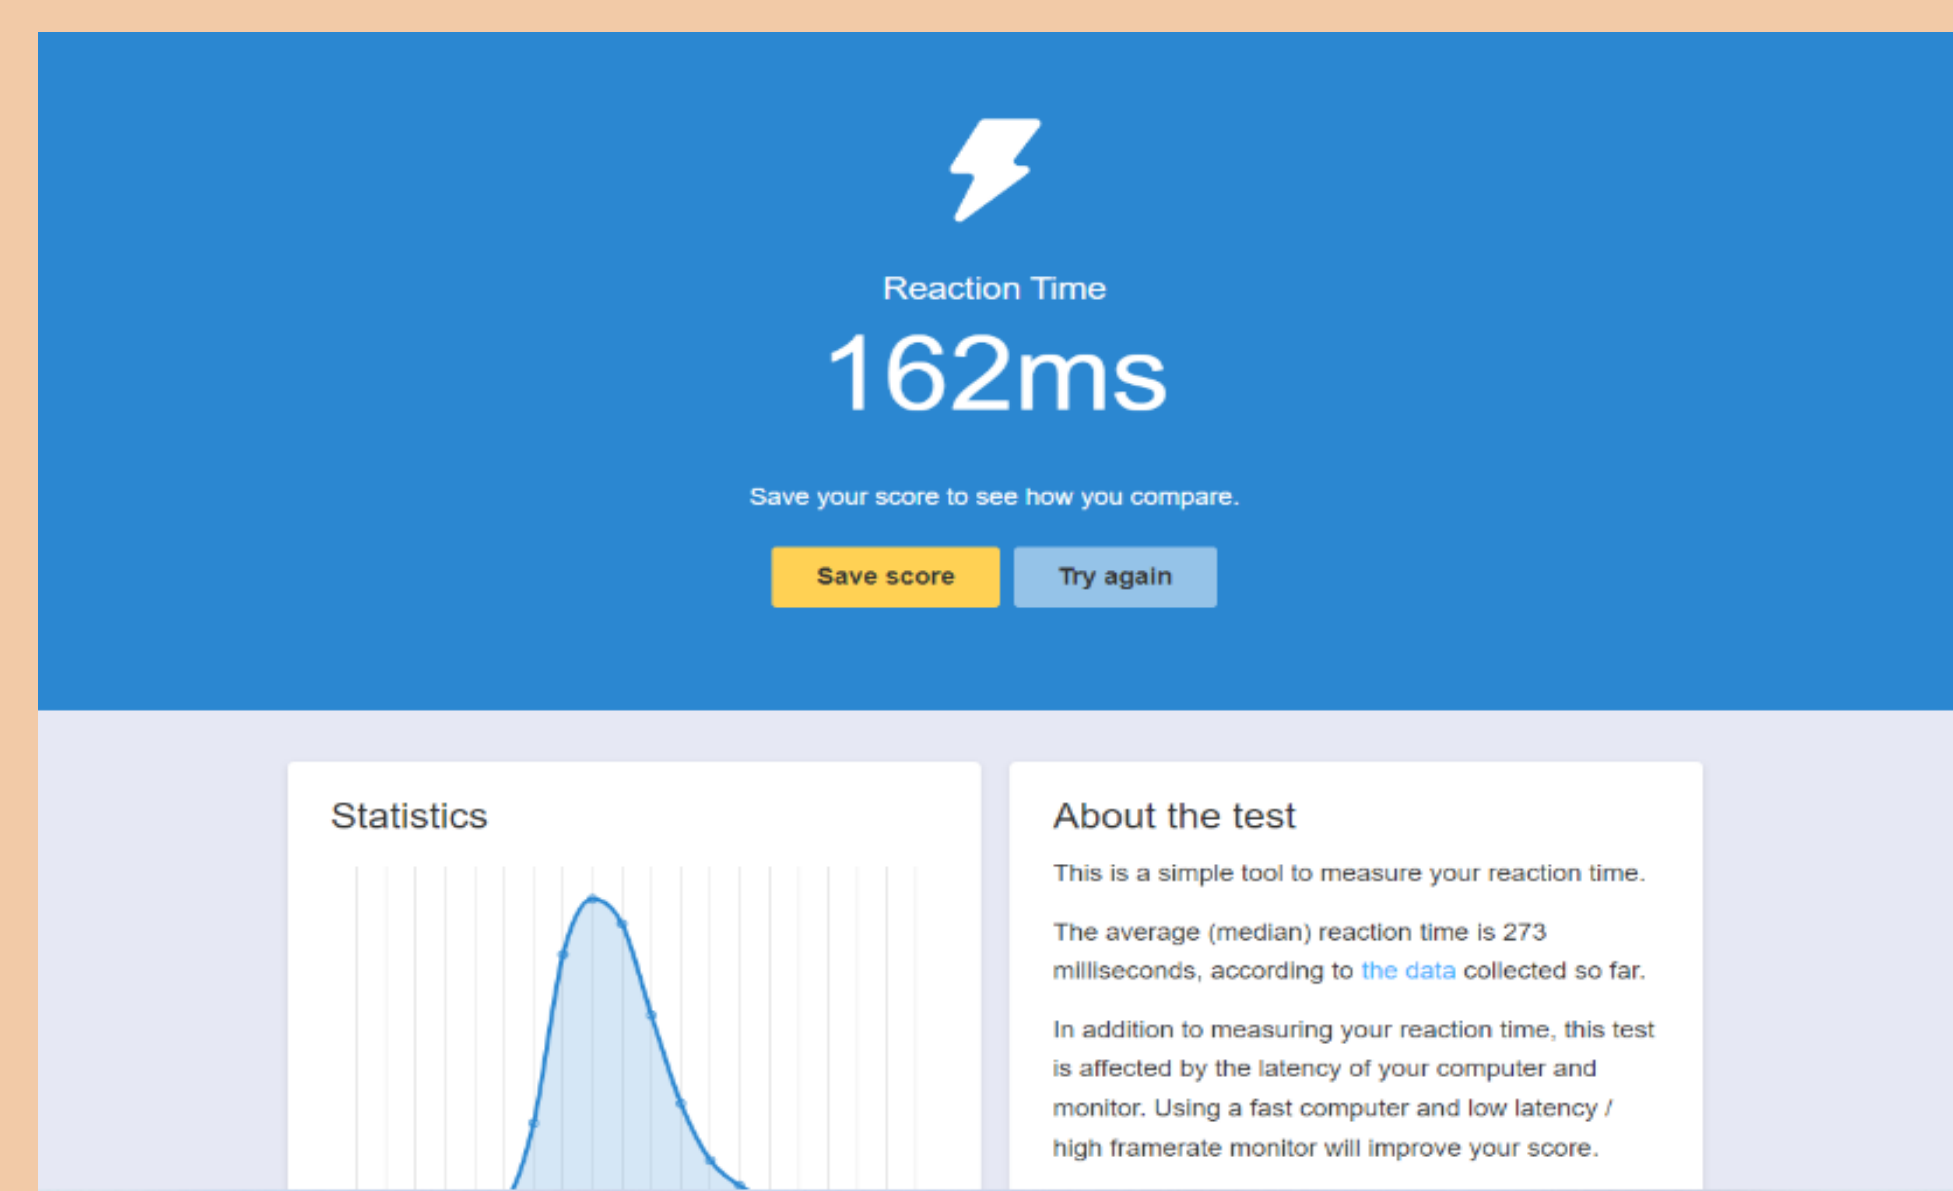 Reaction Time
162ms
Save your score to see how you compare.
Save score
Try again
Statistics
About the test
This is a simple tool to measure your reaction time.
The average (median) reaction time is 273
milliseconds, according to the data collected so far.
In addition to measuring your reaction time, this test
is affected by the latency of your computer and
monitor. Using a fast computer and low latency /
high framerate monitor will improve your score.